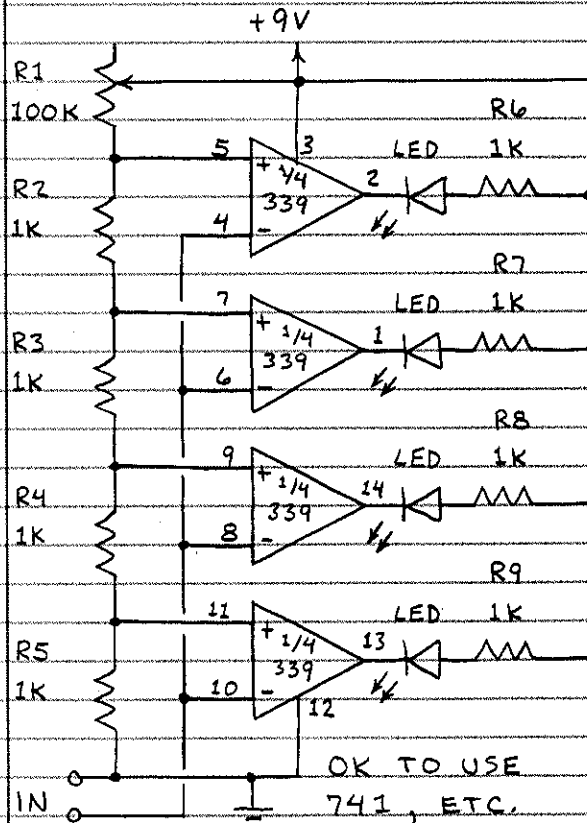 +9V
R1
100K
R6
1K
LED
5
+
3
1/4
339
2
4
-
R2
1K
R7
1K
LED
7
+
1/4
339
1
6
-
R3
1K
R8
1K
LED
9
+
1/4
339
14
8
-
R4
1K
R9
1K
LED
11
+
1/4
339
13
10
-
12
R5
1K
IN
OK TO USE
741, ETC.